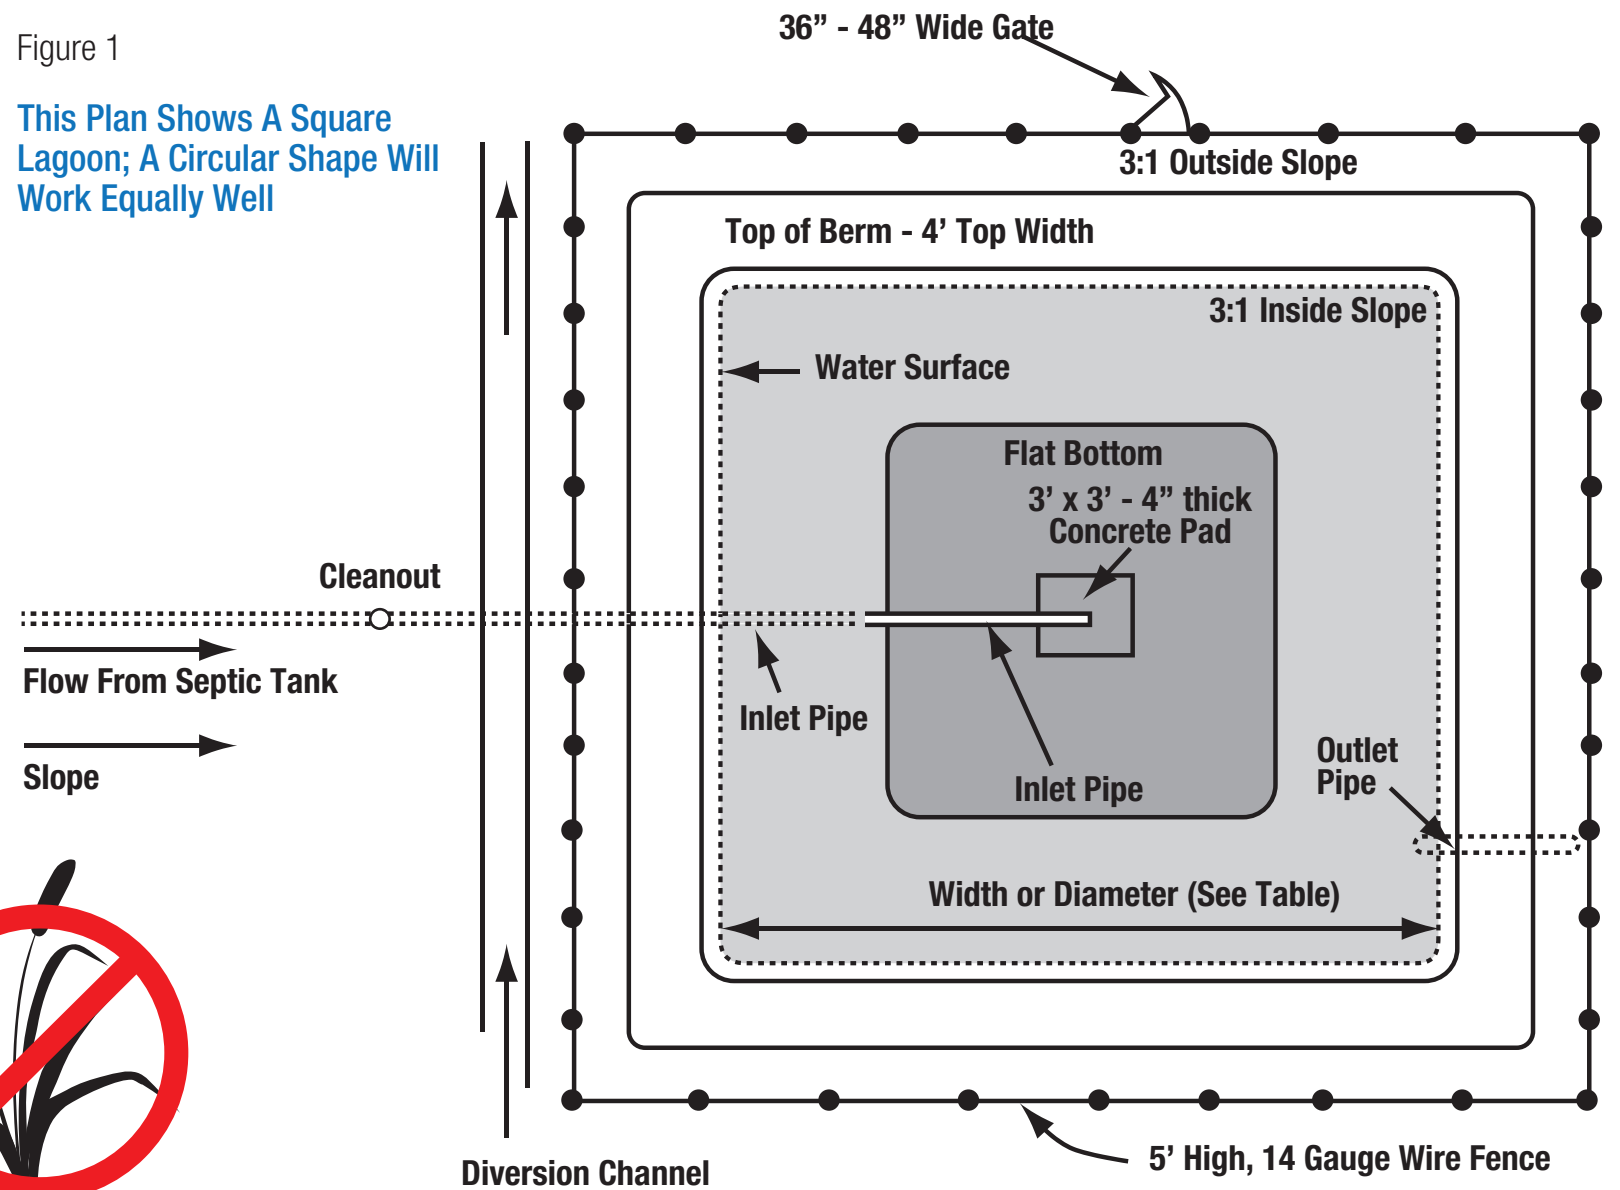 Figure 1
This Plan Shows A Square
Lagoon; A Circular Shape Will
Work Equally Well
36” - 48” Wide Gate
3:1 Outside Slope
Top of Berm - 4’ Top Width
3:1 Inside Slope
Water Surface
Flat Bottom
3’ x 3’ - 4” thick
Concrete Pad
Cleanout
Flow From Septic Tank
Inlet Pipe
Inlet Pipe
Outlet
Pipe
Slope
Width or Diameter (See Table)
5’ High, 14 Gauge Wire Fence
Diversion Channel